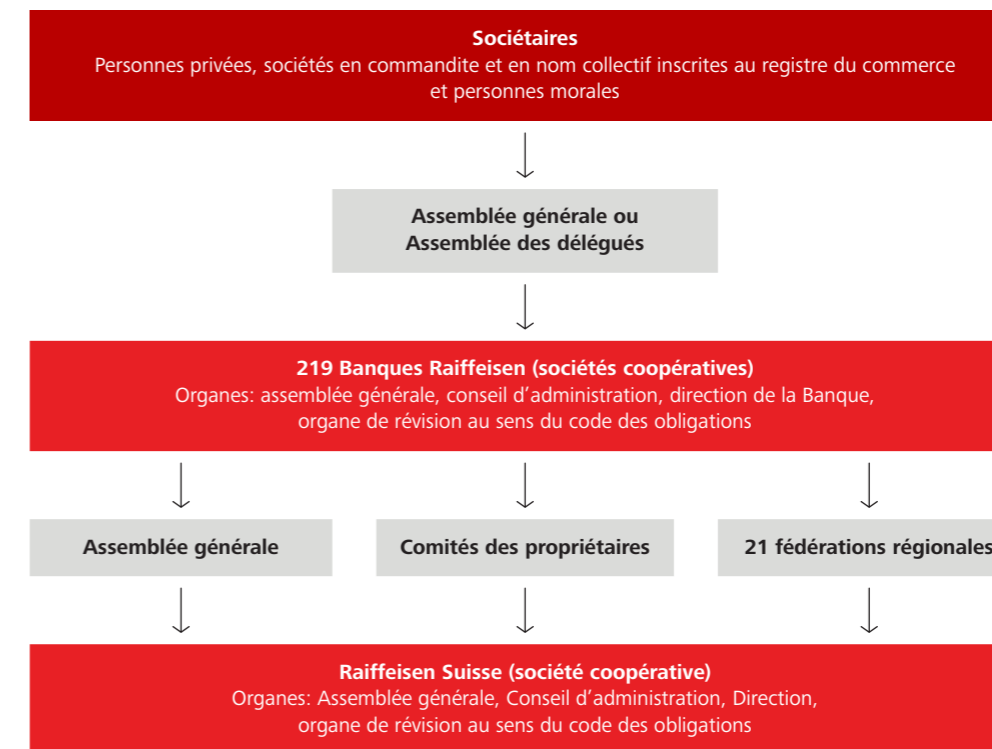 Sociétaires
Personnes privées, sociétés en commandite et en nom collectif inscrites au registre du commerce
et personnes morales
Assemblée générale ou
Assemblée des délégués
219 Banques Raiffeisen (sociétés coopératives)
Organes: assemblée générale, conseil d’administration, direction de la Banque,
organe de révision au sens du code des obligations
Assemblée générale
Comités des propriétaires
21 fédérations régionales
Raiffeisen Suisse (société coopérative)
Organes: Assemblée générale, Conseil d’administration, Direction,
organe de révision au sens du code des obligations